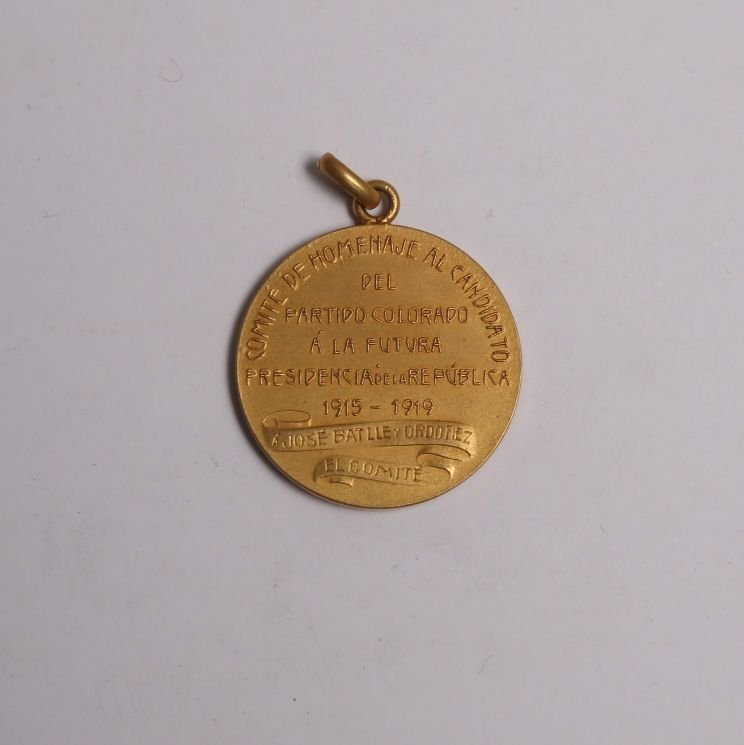 COMITÉ DE HOMENAJE AL CANDIDATO
DEL
PARTIDO COLORADO
Á LA FUTURA
PRESIDENCIA DE LA REPÚBLICA
1915 - 1919
Á JOSÉ BATLLE Y ORDOÑEZ
EL COMITÉ